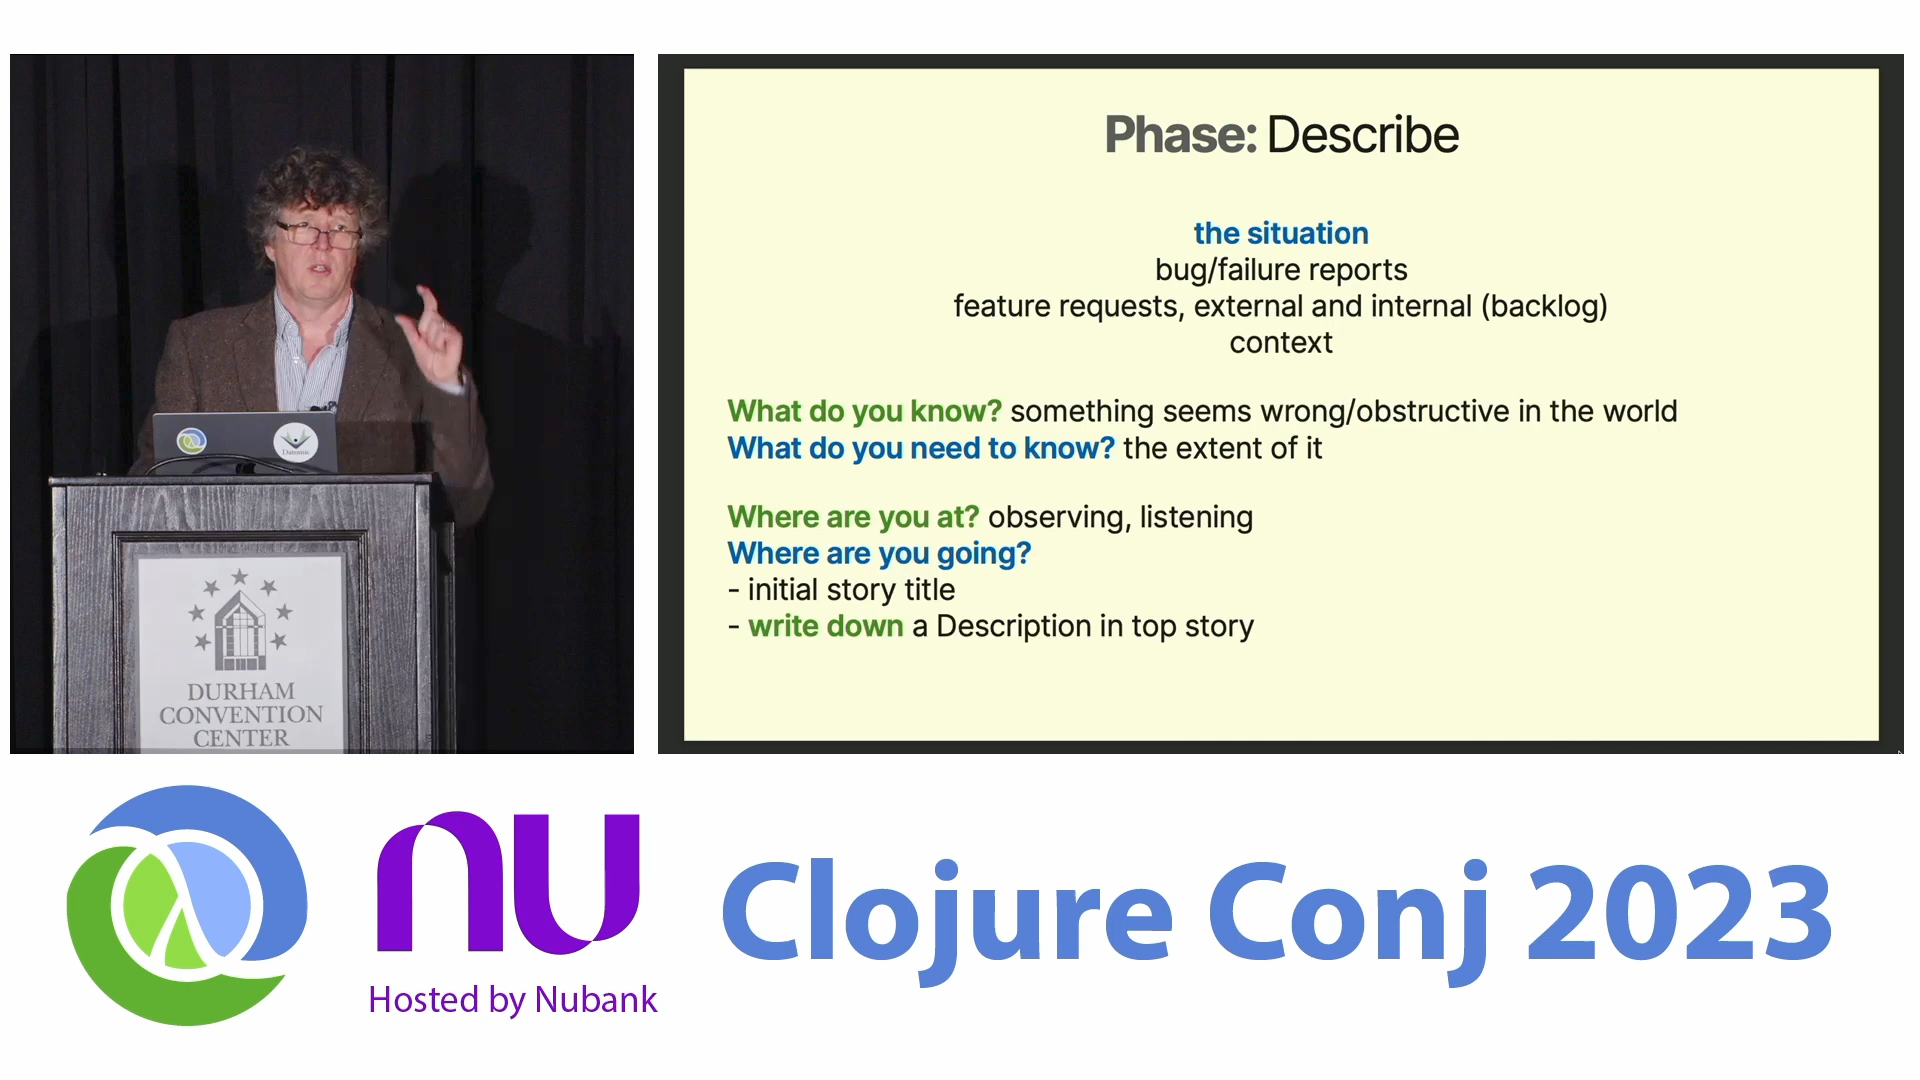 Phase: Describe
the situation
bug/failure reports
feature requests, external and internal (backlog)
context
What do you know? something seems wrong/obstructive in the world
What do you need to know? the extent of it
Where are you at? observing, listening
Where are you going?
- initial story title
- write down a Description in top story
Datomic
DURHAM
CONVENTION
CENTER
nu
Hosted by Nubank
Clojure Conj 2023